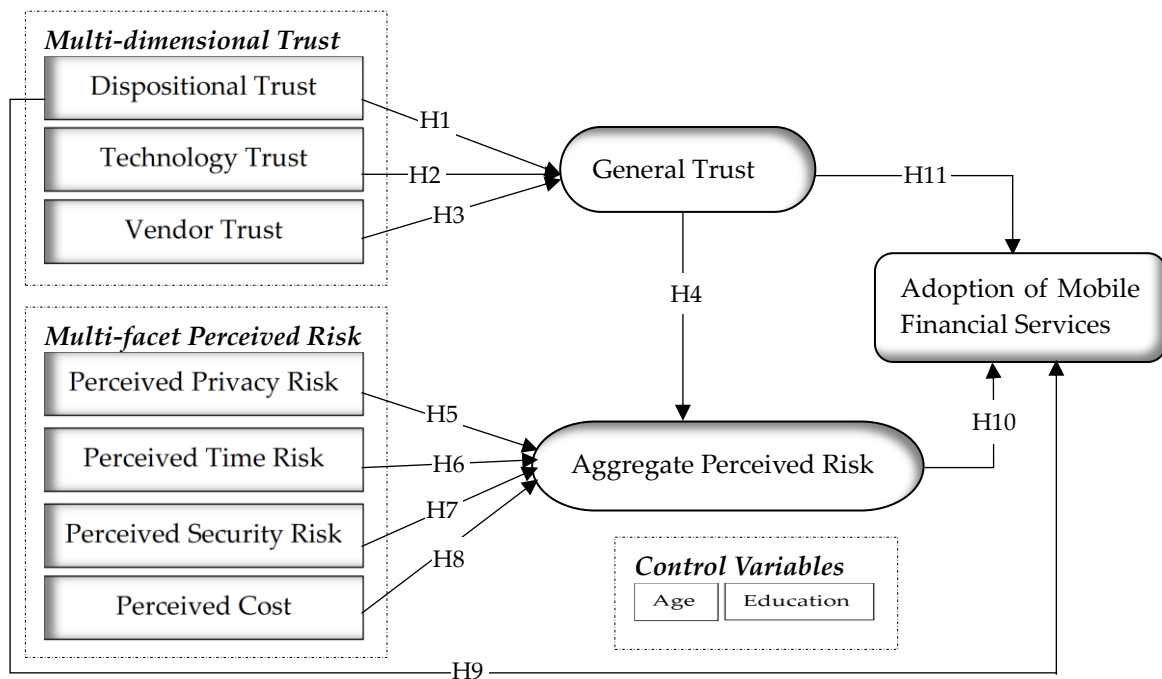 Multi-dimensional Trust
Dispositional Trust
Technology Trust
Vendor Trust
H1
H2
H3
General Trust
H11
H4
Adoption of Mobile
Financial Services
Multi-facet Perceived Risk
Perceived Privacy Risk
Perceived Time Risk
Perceived Security Risk
Perceived Cost
H5
H6
H7
H8
Aggregate Perceived Risk
H10
Control Variables
Age
Education
H9